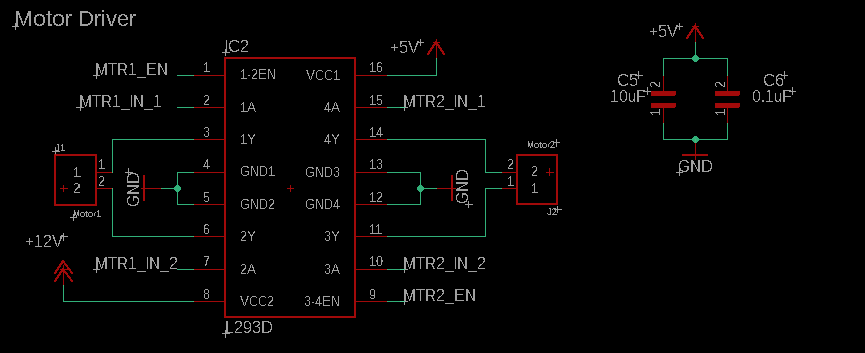 Motor Driver
IC2
+5V
MTR1_EN 1 1-2EN VCC1 16
MTR1_IN_1 2 1A 4A 15 MTR2_IN_1
3 1Y 4Y 14
4 GND1 GND3 13
5 GND2 GND4 12
6 2Y 3Y 11
MTR1_IN_2 7 2A 3A 10 MTR2_IN_2
8 VCC2 3-4EN 9 MTR2_EN
L293D
J1
1 1
2 2
Motor1
GND
+12V
GND
Motor2
2 2
1 1
J2
+5V
C5 2
10uF 1
C6 2
0.1uF 1
GND